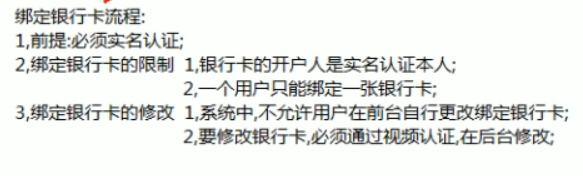 绑定银行卡流程:
1,前提:必须实名认证;
2,绑定银行卡的限制 1,银行卡的开户人是实名认证本人;
2,一个用户只能绑定一张银行卡;
3,绑定银行卡的修改 1,系统中,不允许用户在前台自行更改绑定银行卡;
2,要修改银行卡,必须通过视频认证,在后台修改;